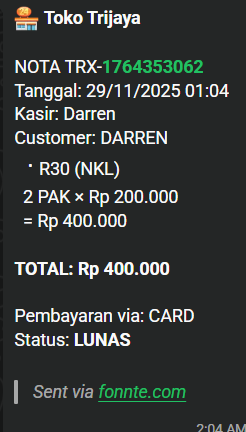 Toko Trijaya
NOTA TRX-1764353062
Tanggal: 29/11/2025 01:04
Kasir: Darren
Customer: DARREN
· R30 (NKL)
2 PAK × Rp 200.000
= Rp 400.000
TOTAL: Rp 400.000
Pembayaran via: CARD
Status: LUNAS
Sent via fonnte.com
2:04 AM